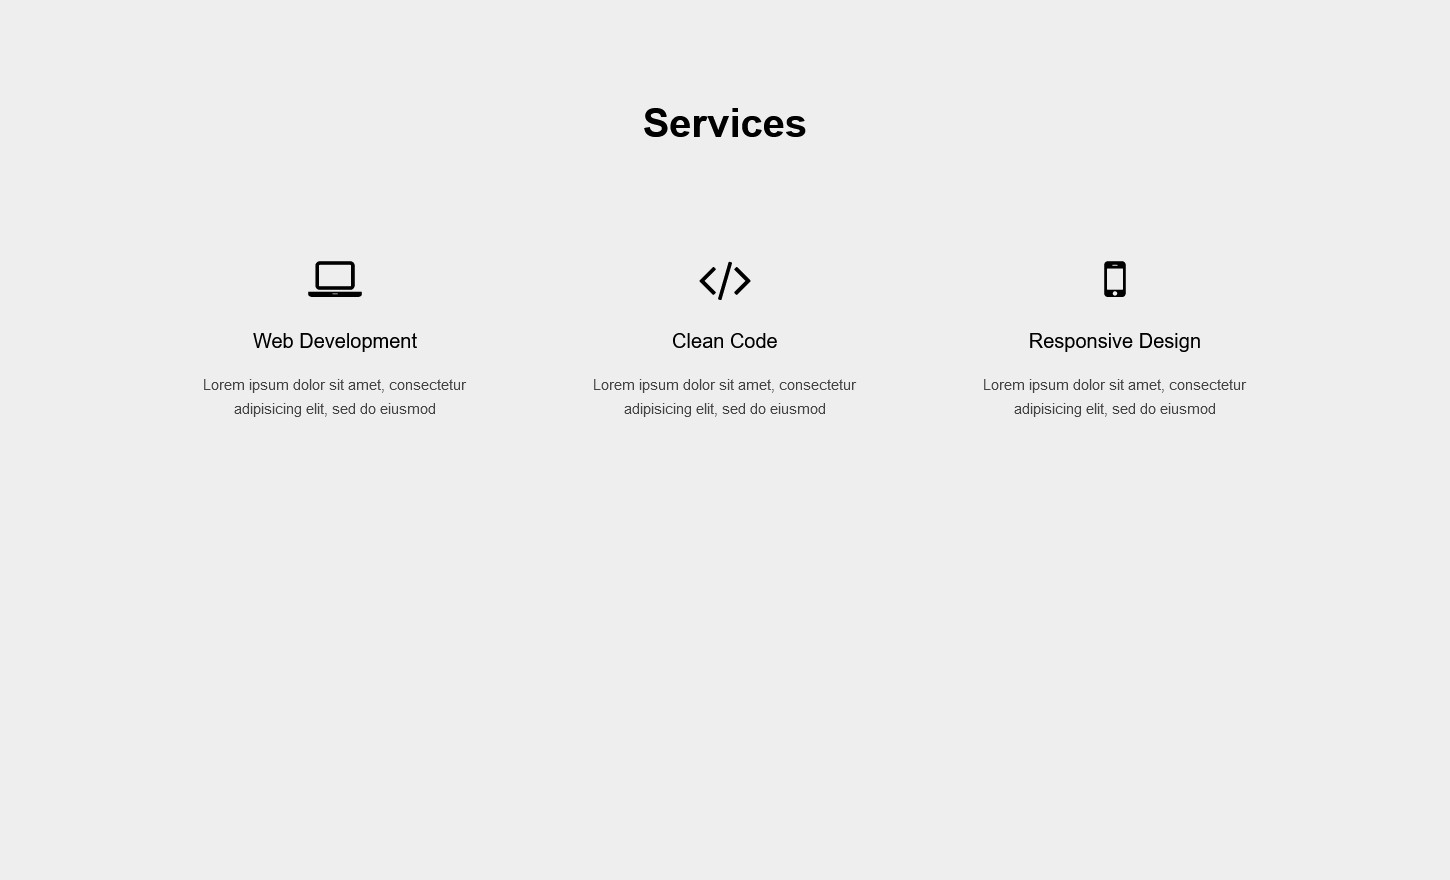 Services
Web Development
Lorem ipsum dolor sit amet, consectetur
adipisicing elit, sed do eiusmod
Clean Code
Lorem ipsum dolor sit amet, consectetur
adipisicing elit, sed do eiusmod
Responsive Design
Lorem ipsum dolor sit amet, consectetur
adipisicing elit, sed do eiusmod